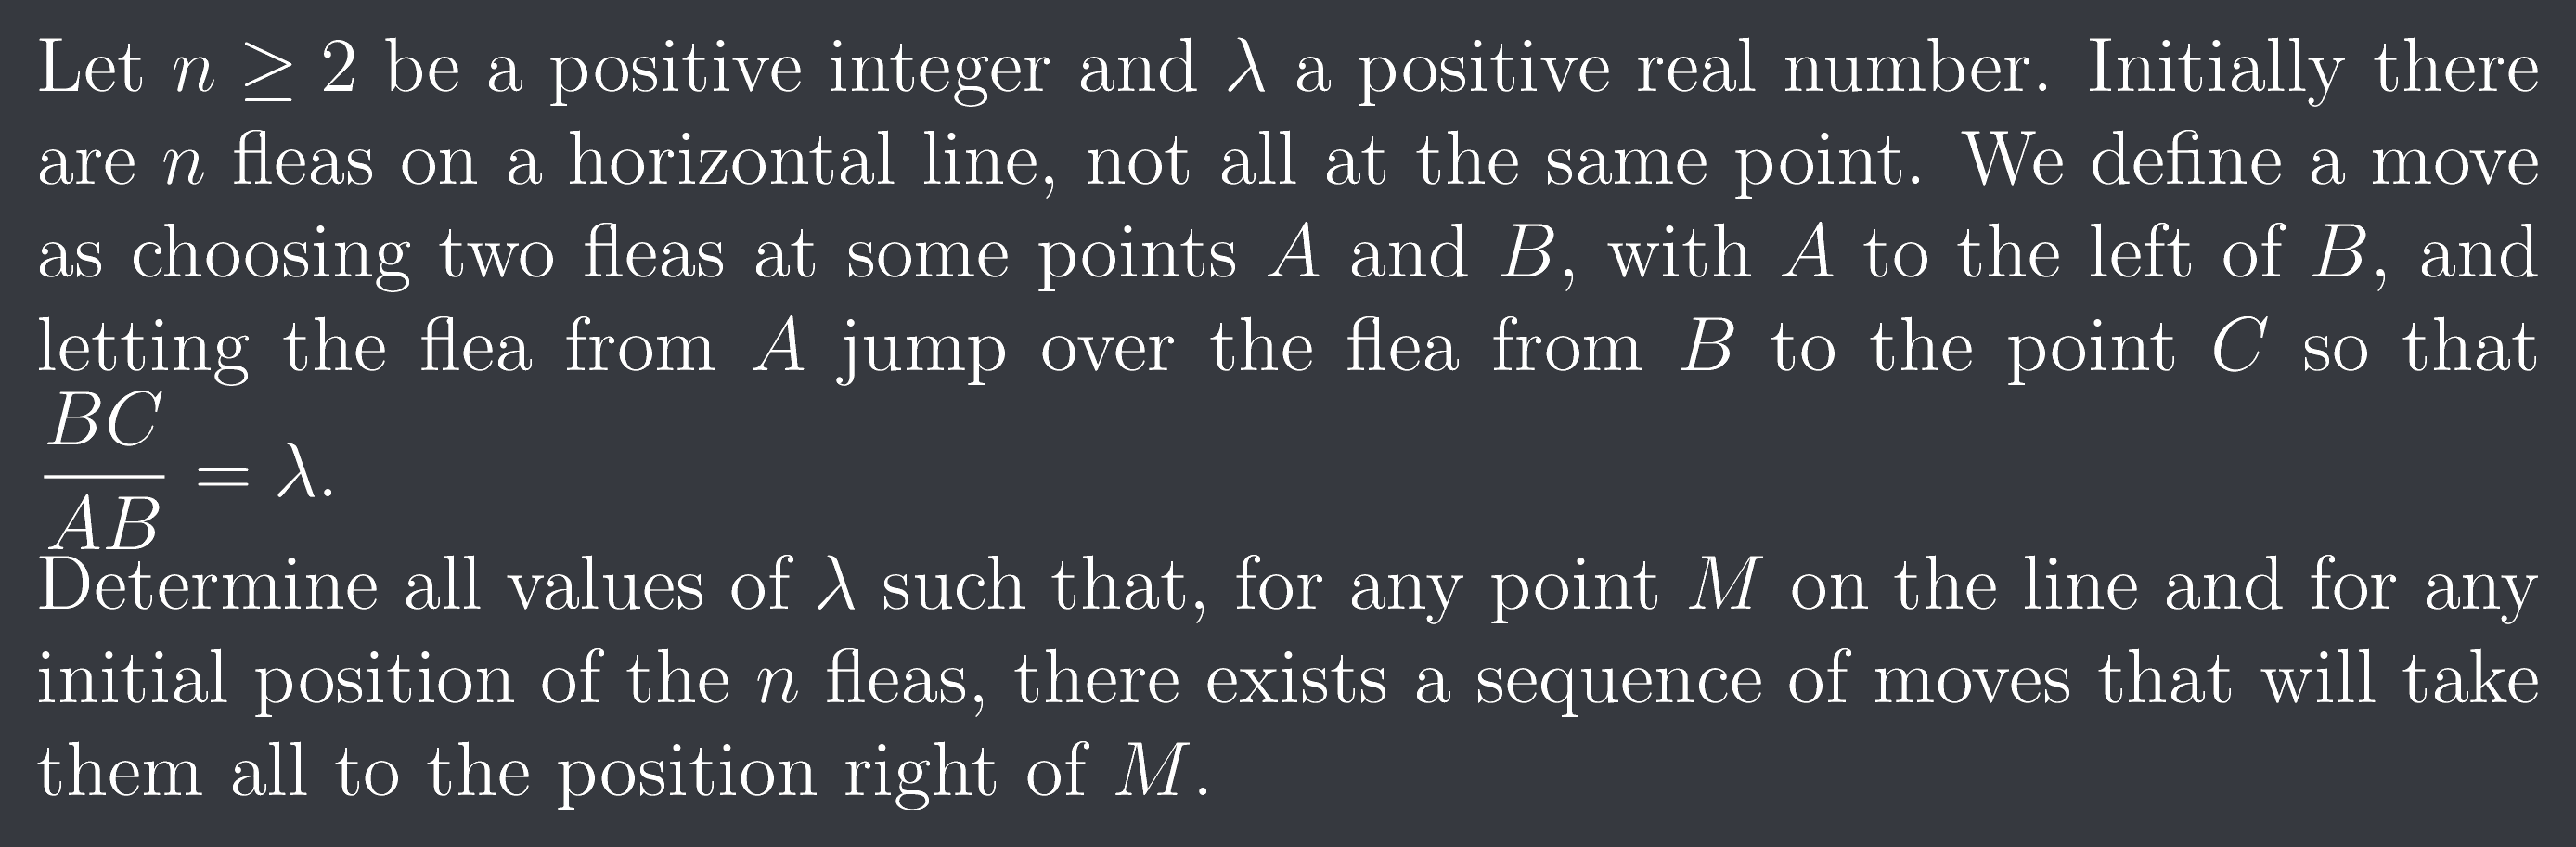 Let n ≥ 2 be a positive integer and λ a positive real number. Initially there
are n fleas on a horizontal line, not all at the same point. We define a move
as choosing two fleas at some points A and B, with A to the left of B, and
letting the flea from A jump over the flea from B to the point C so that
BC/AB = λ.
Determine all values of λ such that, for any point M on the line and for any
initial position of the n fleas, there exists a sequence of moves that will take
them all to the position right of M.